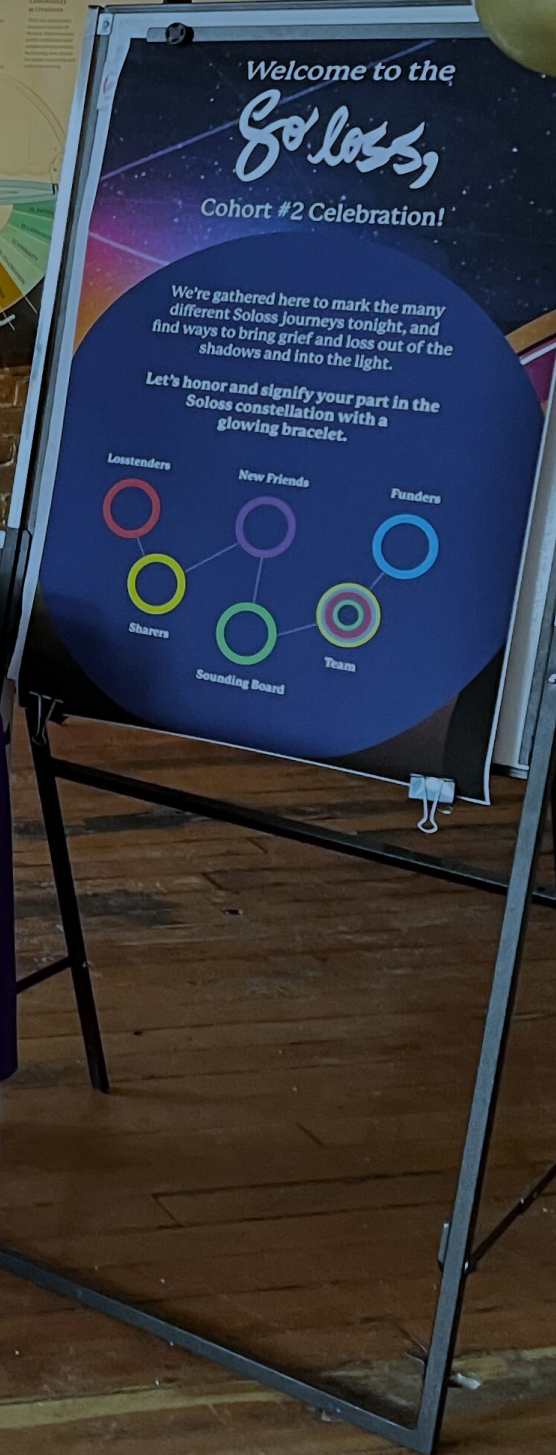 Community
activations
Welcome to the
Soloss,
Cohort #2 Celebration!
We're gathered here to mark the many
different Soloss journeys tonight, and
find ways to bring grief and loss out of the
shadows and into the light.
Let's honor and signify your part in the
Soloss constellation with a
glowing bracelet.
Losstenders
New Friends
Funders
Sharers
Sounding Board
Team